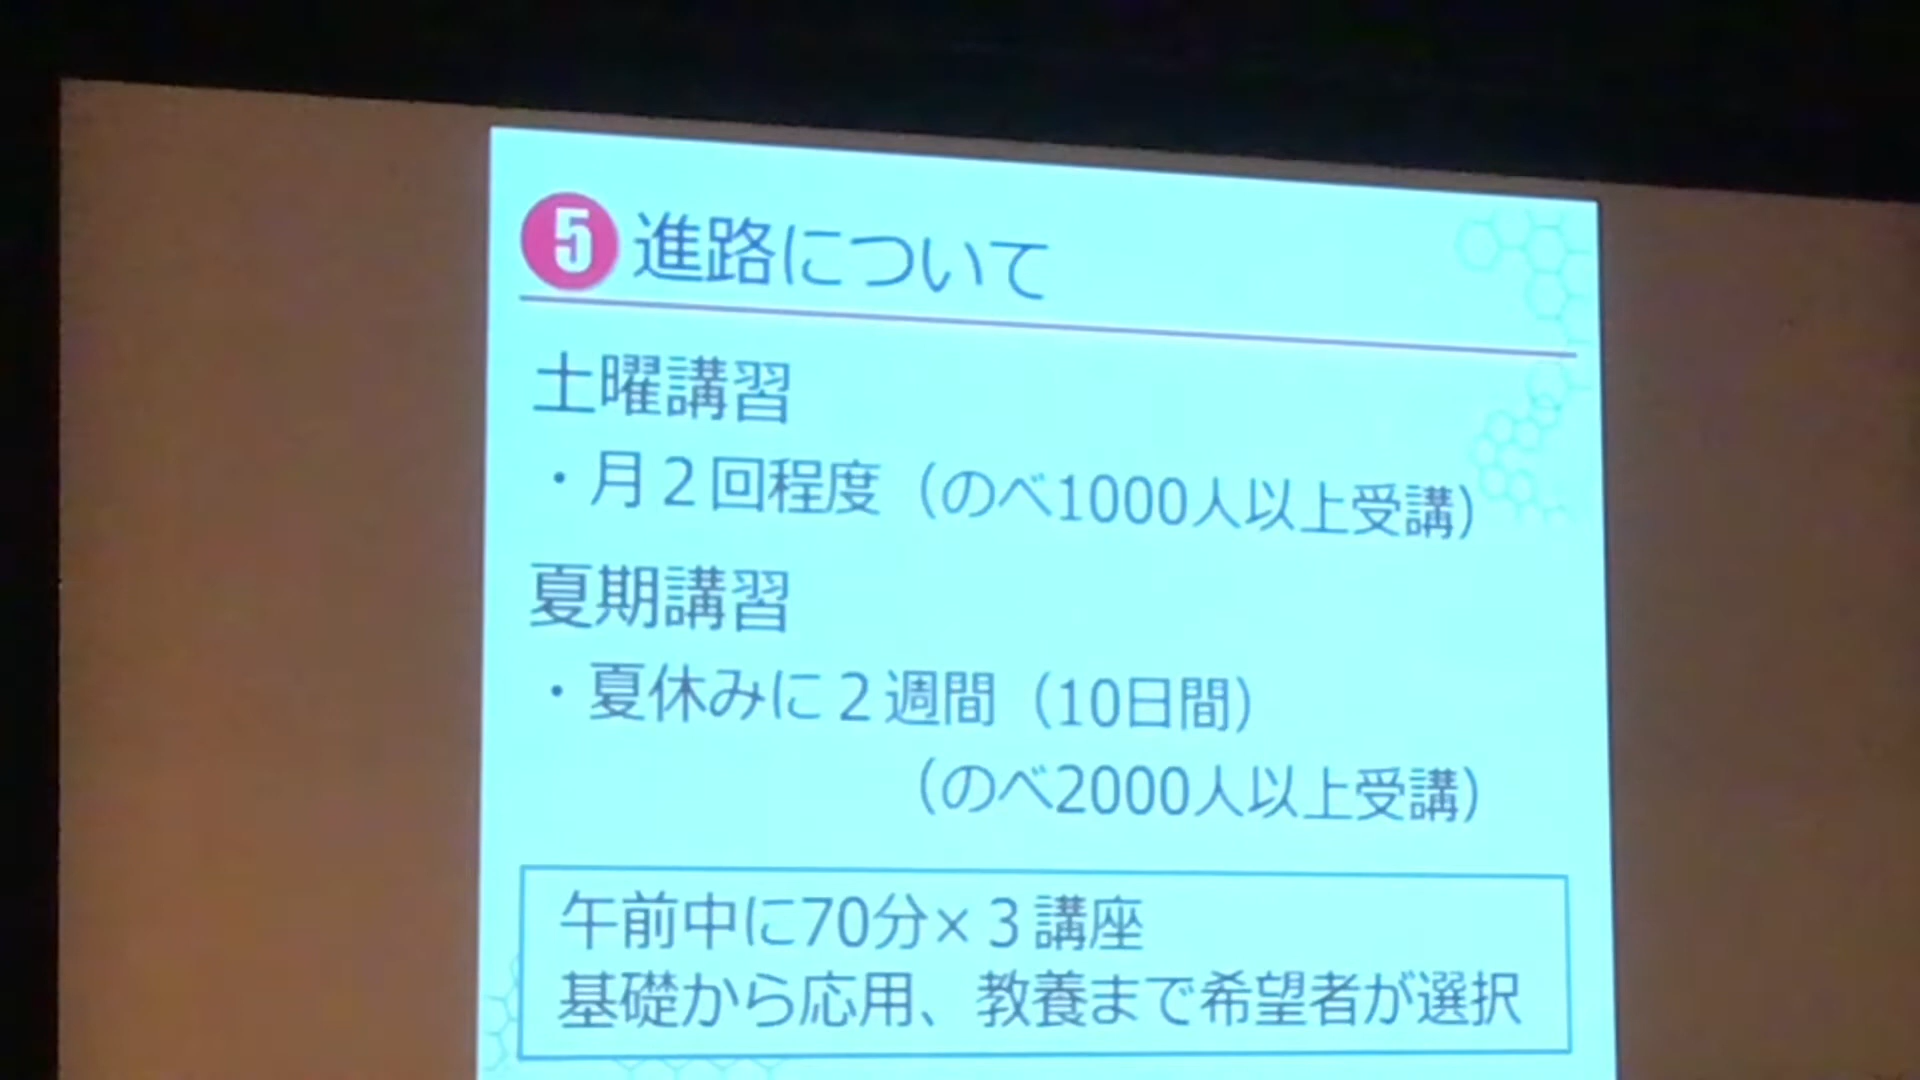 5 進路について
土曜講習
・月２回程度（のべ1000人以上受講）
夏期講習
・夏休みに２週間（10日間）
（のべ2000人以上受講）
午前中に70分×３講座
基礎から応用、教養まで希望者が選択